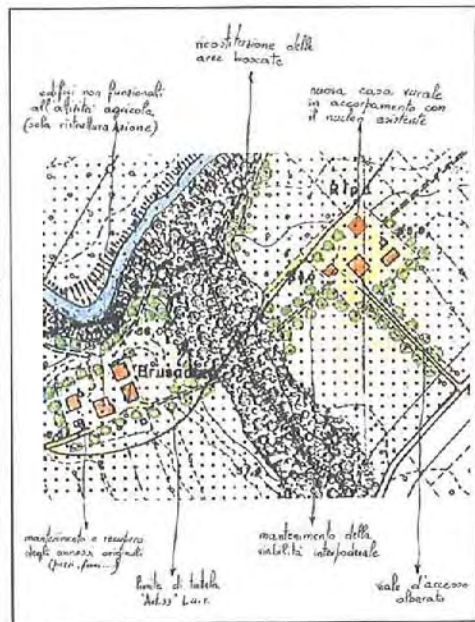 ricostituzione delle
aree boscate
edifici non funzionali
all'attività agricola
(sola ristrutturazione)
nuova casa rurale
in accorpamento con
il nucleo esistente
Ripa
Brusada
mantenimento e recupero
degli annessi originali
(pozzi, forni...)
limite di tutela
"Art.33" L.u.r.
mantenimento della
viabilità interpoderale
viale d'accesso
alberato